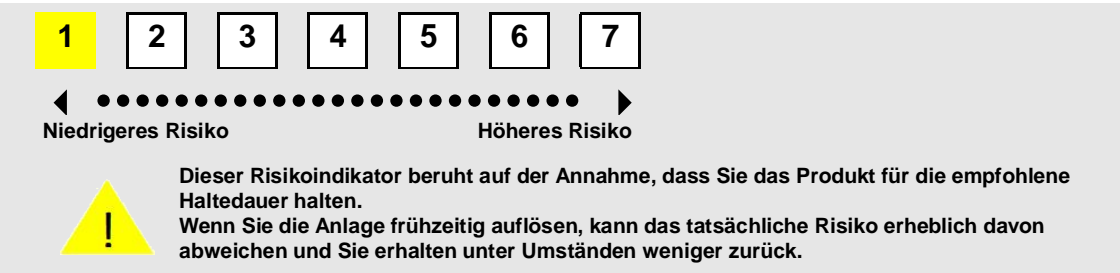 1 2 3 4 5 6 7
Niedrigeres Risiko Höheres Risiko
Dieser Risikoindikator beruht auf der Annahme, dass Sie das Produkt für die empfohlene
Haltedauer halten.
Wenn Sie die Anlage frühzeitig auflösen, kann das tatsächliche Risiko erheblich davon
abweichen und Sie erhalten unter Umständen weniger zurück.
!